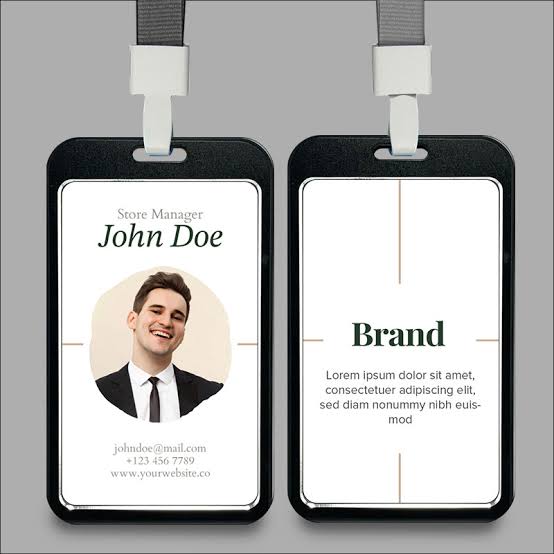 Store Manager
John Doe
johndoe@mail.com
+123 456 7789
www.yourwebsite.co
Brand
Lorem ipsum dolor sit amet,
consectetuer adipiscing elit,
sed diam nonummy nibh euis-
mod